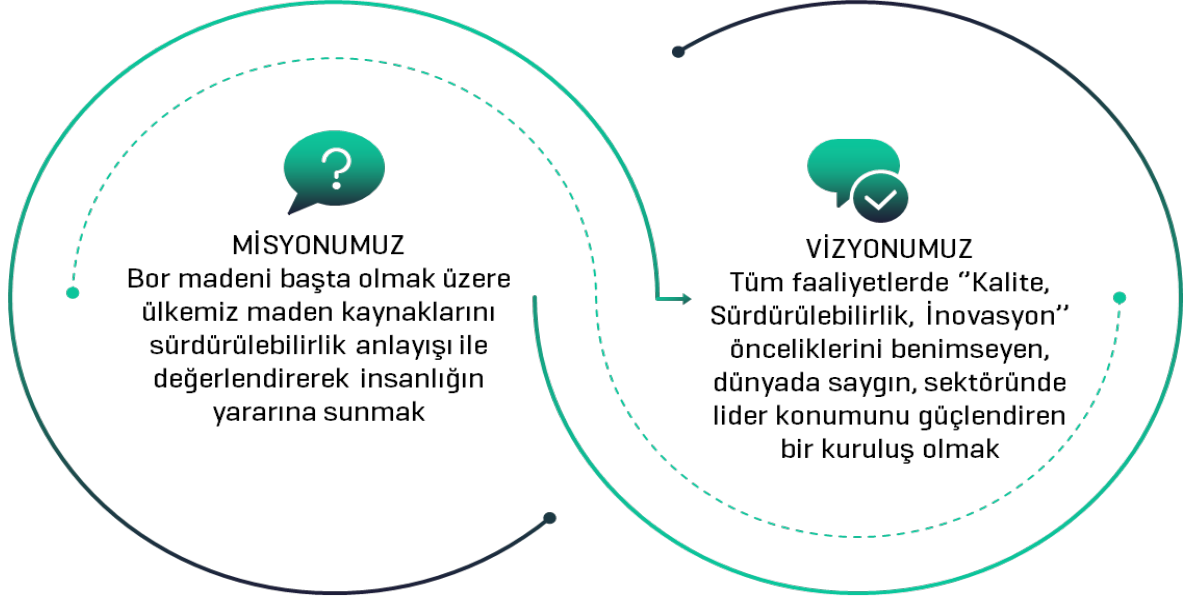 MİSYONUMUZ
Bor madeni başta olmak üzere
ülkemiz maden kaynaklarını
sürdürülebilirlik anlayışı ile
değerlendirerek insanlığın
yararına sunmak
VİZYONUMUZ
Tüm faaliyetlerde ‘’Kalite,
Sürdürülebilirlik, İnovasyon’’
önceliklerini benimseyen,
dünyada saygın, sektöründe
lider konumunu güçlendiren
bir kuruluş olmak